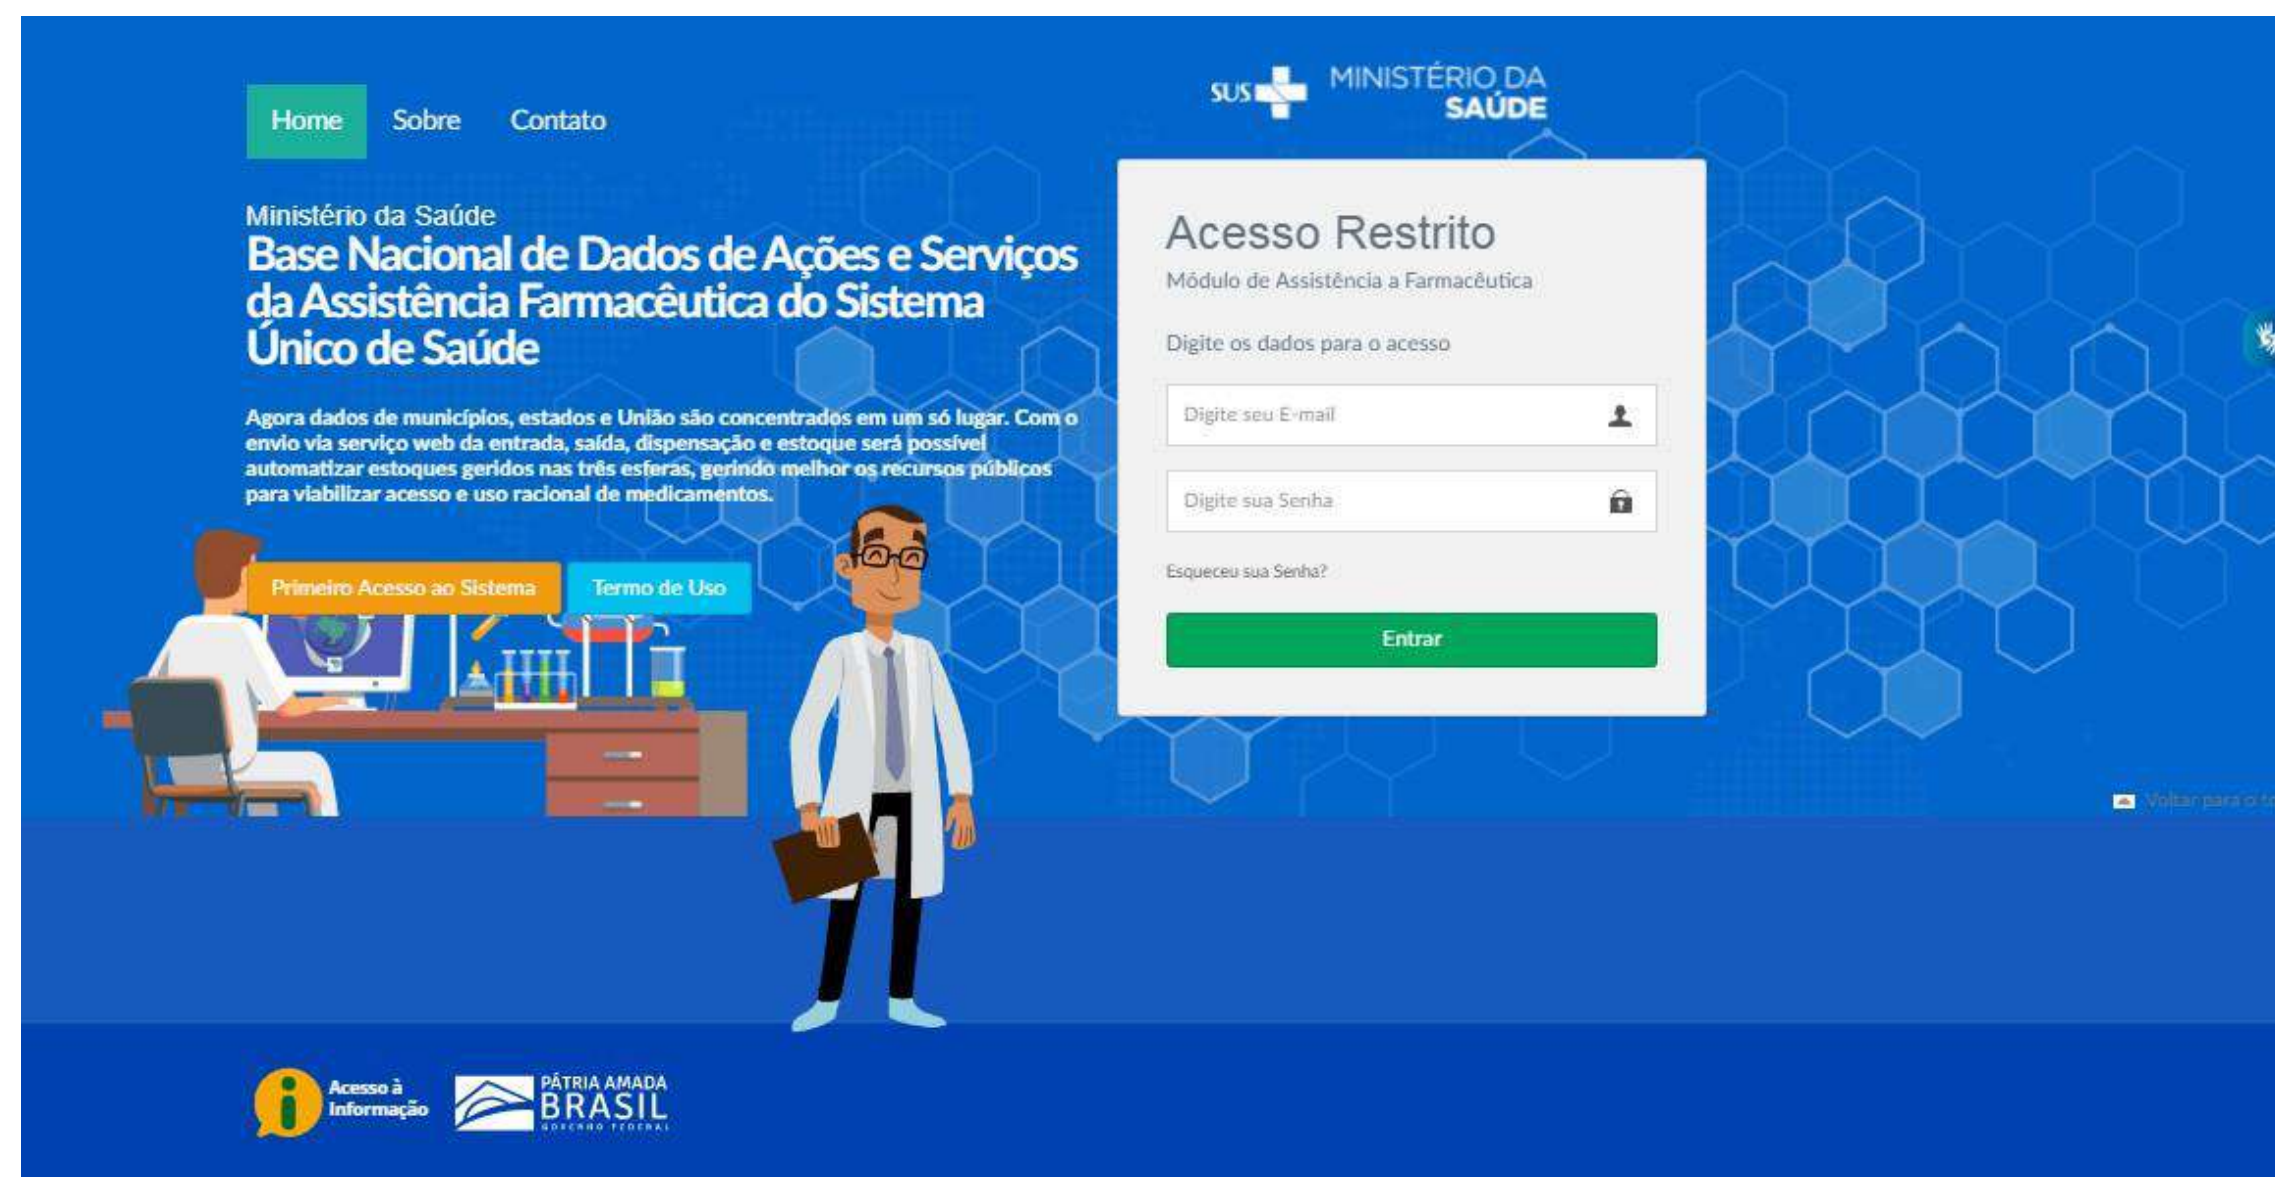 Home Sobre Contato
SUS MINISTÉRIO DA
SAÚDE
Ministério da Saúde
Base Nacional de Dados de Ações e Serviços
da Assistência Farmacêutica do Sistema
Único de Saúde
Agora dados de municípios, estados e União são concentrados em um só lugar. Com o
envio via serviço web da entrada, saída, dispensação e estoque será possível
automatizar estoques geridos nas três esferas, gerindo melhor os recursos públicos
para viabilizar acesso e uso racional de medicamentos.
Primeiro Acesso ao Sistema Termo de Uso
Acesso Restrito
Módulo de Assistência a Farmacêutica
Digite os dados para o acesso
Digite seu E-mail
Digite sua Senha
Esqueceu sua Senha?
Entrar
Voltar para o
Acesso à
Informação
PÁTRIA AMADA
BRASIL
GOVERNO FEDERAL